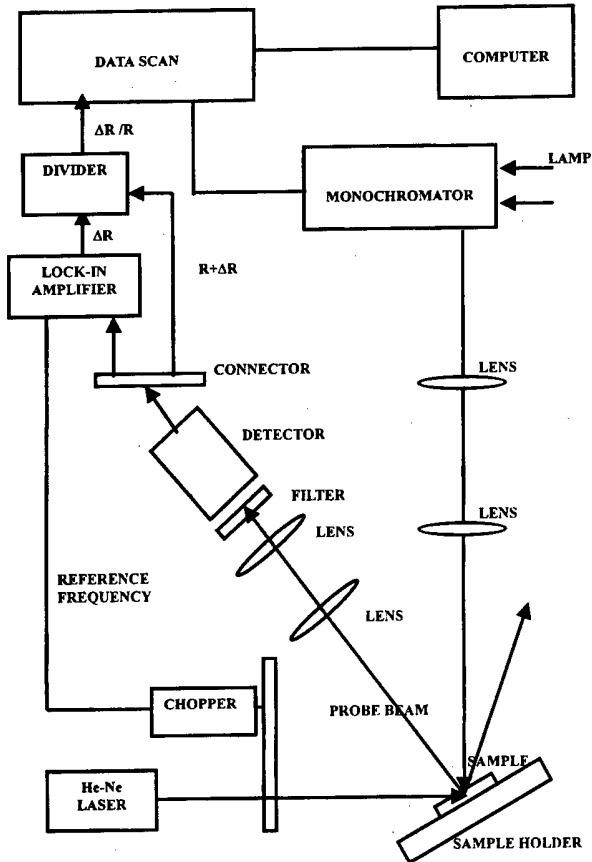 DATA SCAN
COMPUTER
ΔR /R
DIVIDER
LAMP
MONOCHROMATOR
ΔR
R+ΔR
LOCK-IN
AMPLIFIER
CONNECTOR
LENS
DETECTOR
FILTER
LENS
LENS
REFERENCE
FREQUENCY
LENS
CHOPPER
PROBE BEAM
SAMPLE
He-Ne
LASER
SAMPLE HOLDER